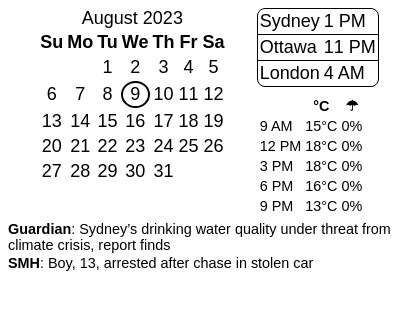 August 2023
Su Mo Tu We Th Fr Sa
1 2 3 4 5
6 7 8 9 10 11 12
13 14 15 16 17 18 19
20 21 22 23 24 25 26
27 28 29 30 31
Sydney 1 PM
Ottawa 11 PM
London 4 AM
°C ☂
9 AM 15°C 0%
12 PM 18°C 0%
3 PM 18°C 0%
6 PM 16°C 0%
9 PM 13°C 0%
Guardian: Sydney’s drinking water quality under threat from
climate crisis, report finds
SMH: Boy, 13, arrested after chase in stolen car